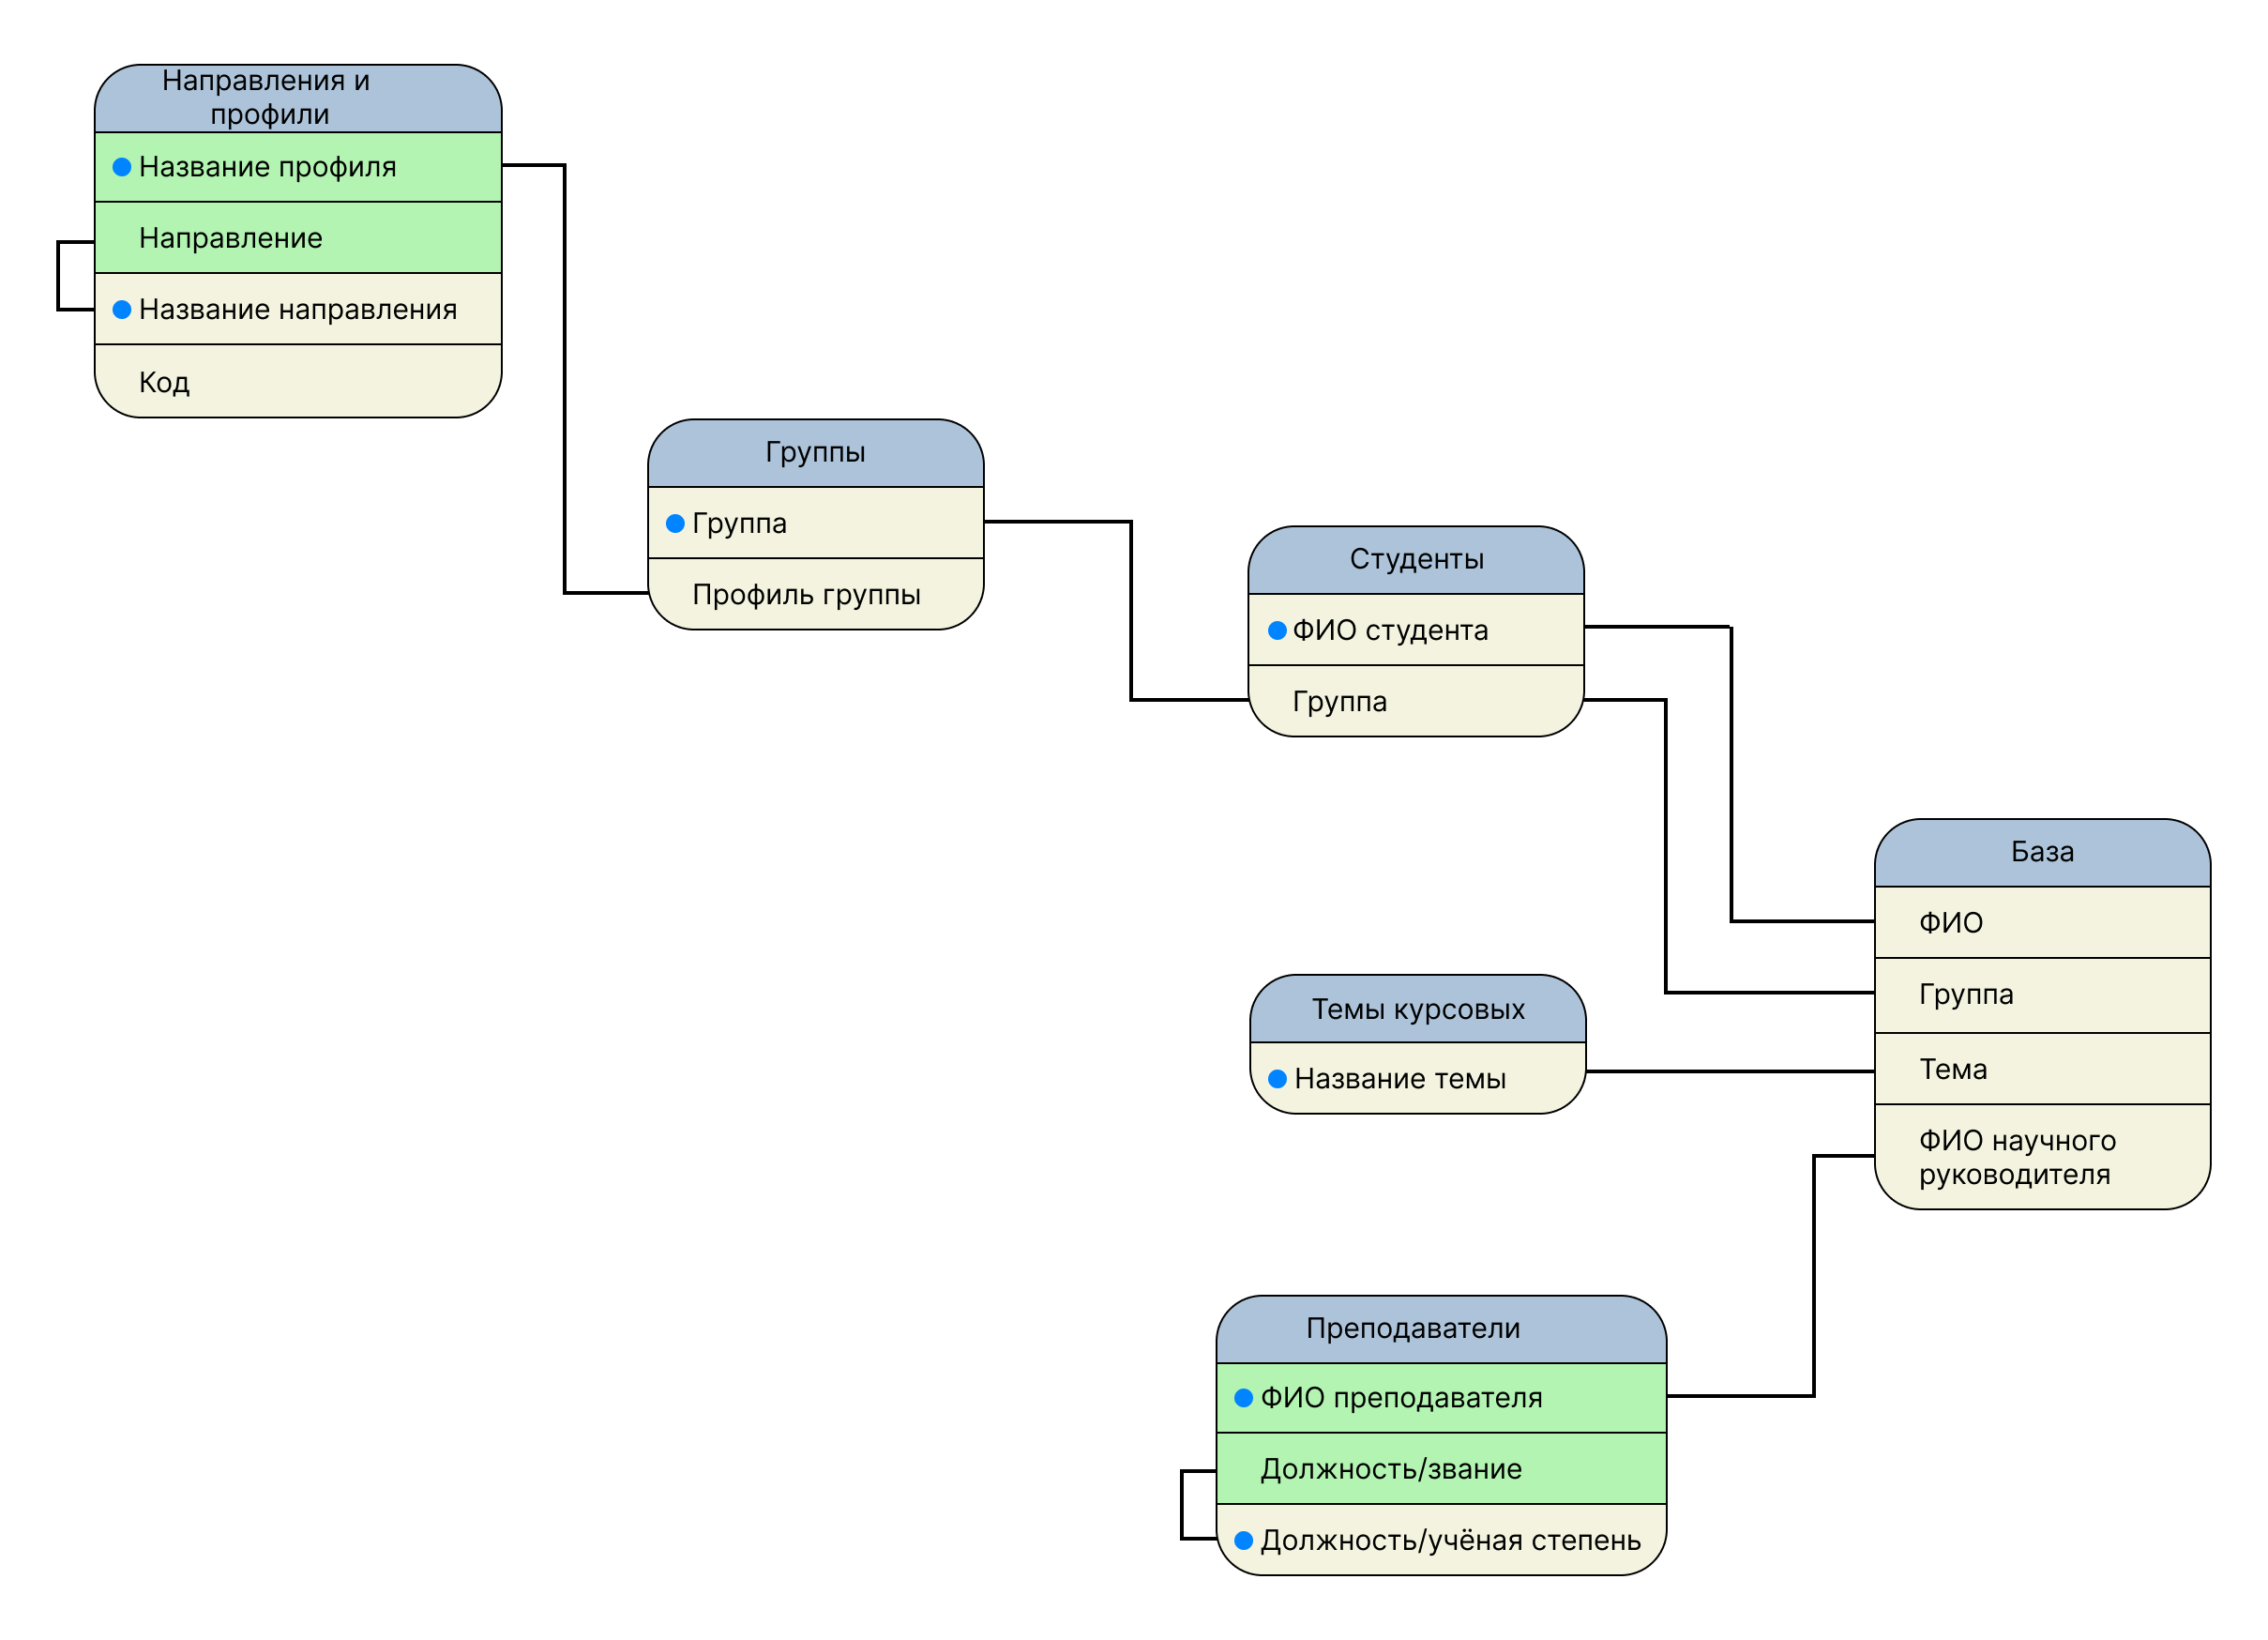 Направления и
профили
Название профиля
Направление
Название направления
Код
Группы
Группа
Профиль группы
Студенты
ФИО студента
Группа
База
ФИО
Группа
Тема
ФИО научного
руководителя
Темы курсовых
Название темы
Преподаватели
ФИО преподавателя
Должность/звание
Должность/учёная степень